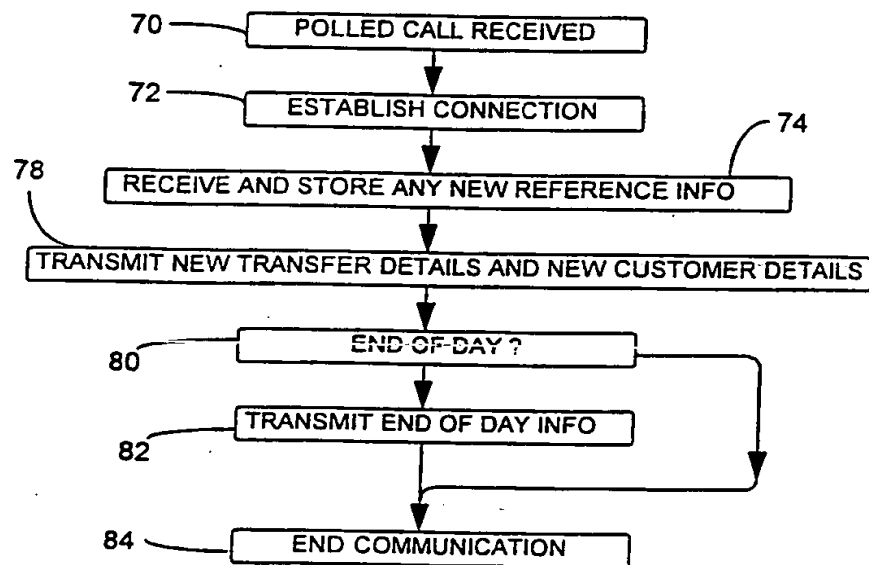 70 POLLED CALL RECEIVED
72 ESTABLISH CONNECTION
74
78 RECEIVE AND STORE ANY NEW REFERENCE INFO
TRANSMIT NEW TRANSFER DETAILS AND NEW CUSTOMER DETAILS
80 END-OF-DAY ?
82 TRANSMIT END OF DAY INFO
84 END COMMUNICATION